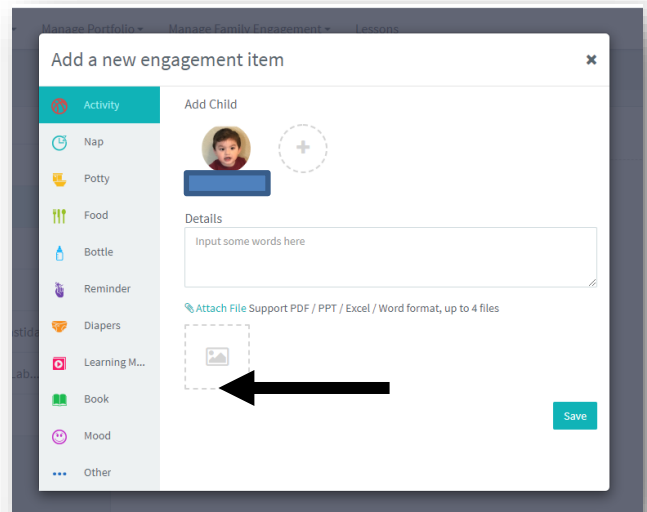 Manage Portfolio Manage Family Engagement Lessons
Add a new engagement item
Activity
Nap
Potty
Food
Bottle
Reminder
Diapers
Learning M...
Book
Mood
Other
Add Child
Details
Input some words here
Attach File Support PDF / PPT / Excel / Word format, up to 4 files
Save